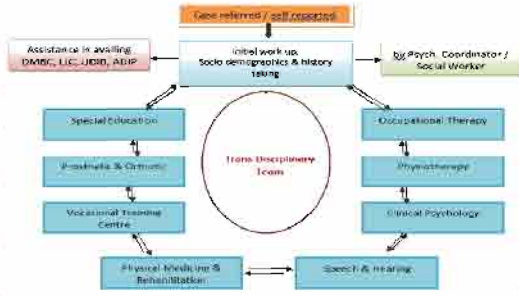 Case referred / self reported
Assistance in availing
DMBC, LIC, UDID, ADIP
Initial work up,
Socio demographics & history
taking
by Psych. Coordinator /
Social Worker
Special Education
Occupational Therapy
Prosthetic & Orthotic
Trans Disciplinary
Team
Physiotherapy
Vocational Training
Centre
Clinical Psychology
Physical Medicine &
Rehabilitation
Speech & Hearing